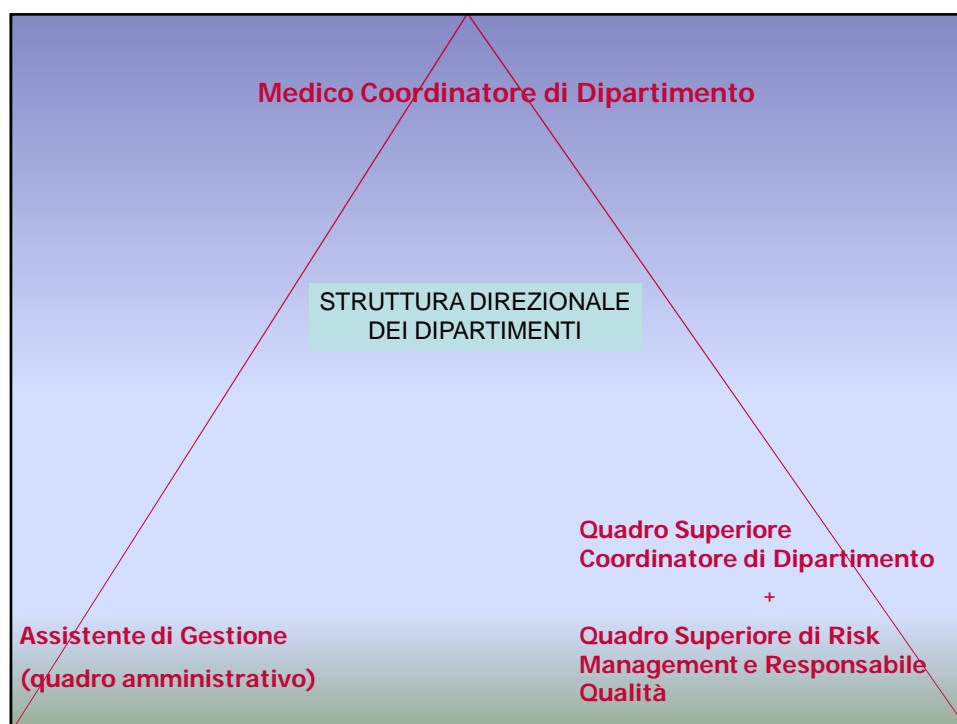 Medico Coordinatore di Dipartimento
STRUTTURA DIREZIONALE
DEI DIPARTIMENTI
Quadro Superiore
Coordinatore di Dipartimento
+
Quadro Superiore di Risk
Management e Responsabile
Qualità
Assistente di Gestione
(quadro amministrativo)